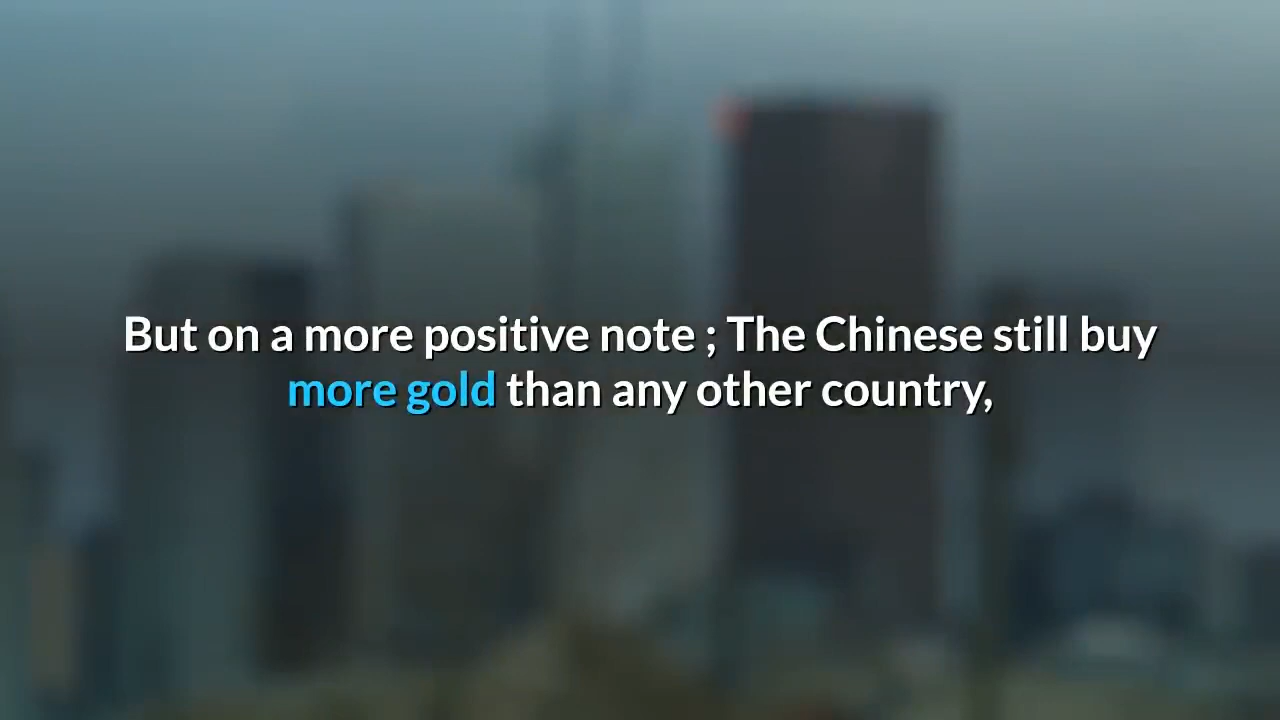 But on a more positive note ; The Chinese still buy
more gold than any other country,